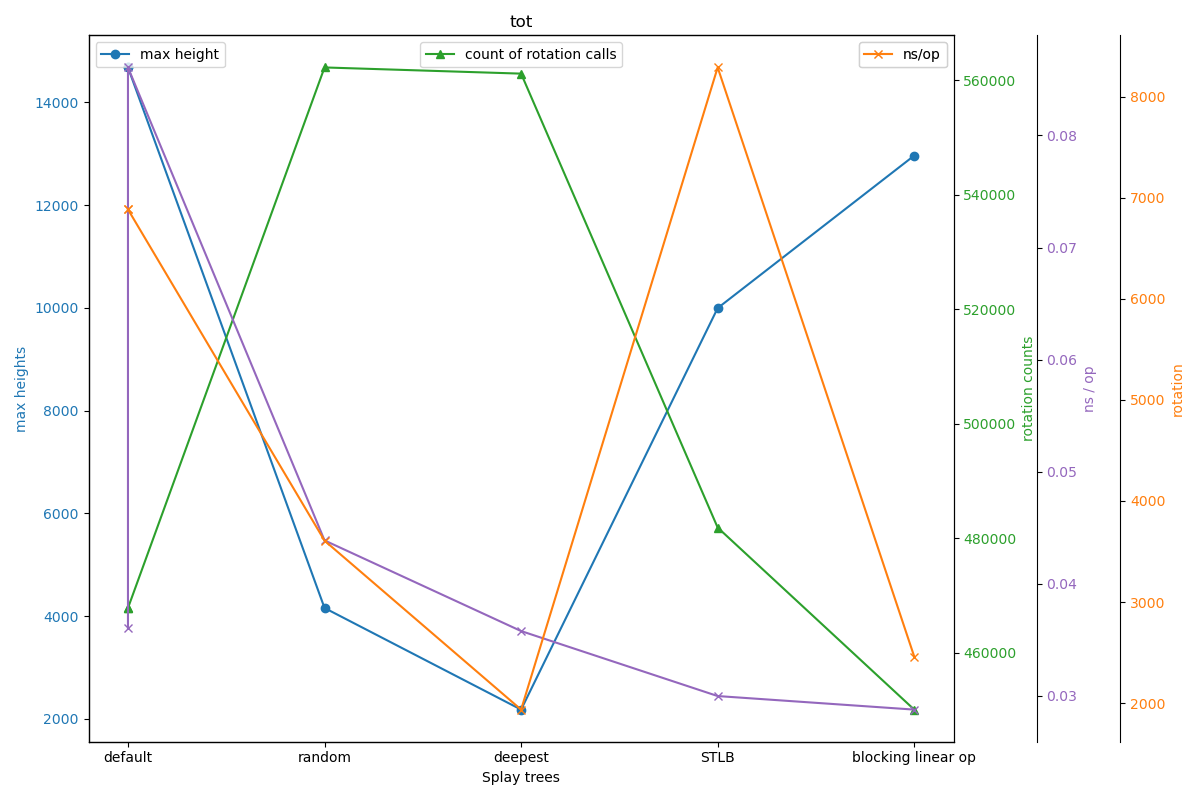 tot
max height
count of rotation calls
ns/op
14000
12000
10000
8000
6000
4000
2000
max heights
560000
540000
520000
500000
480000
460000
rotation counts
0.08
0.07
0.06
0.05
0.04
0.03
ns / op
8000
7000
6000
5000
4000
3000
2000
rotation
default
random
deepest
STLB
blocking linear op
Splay trees